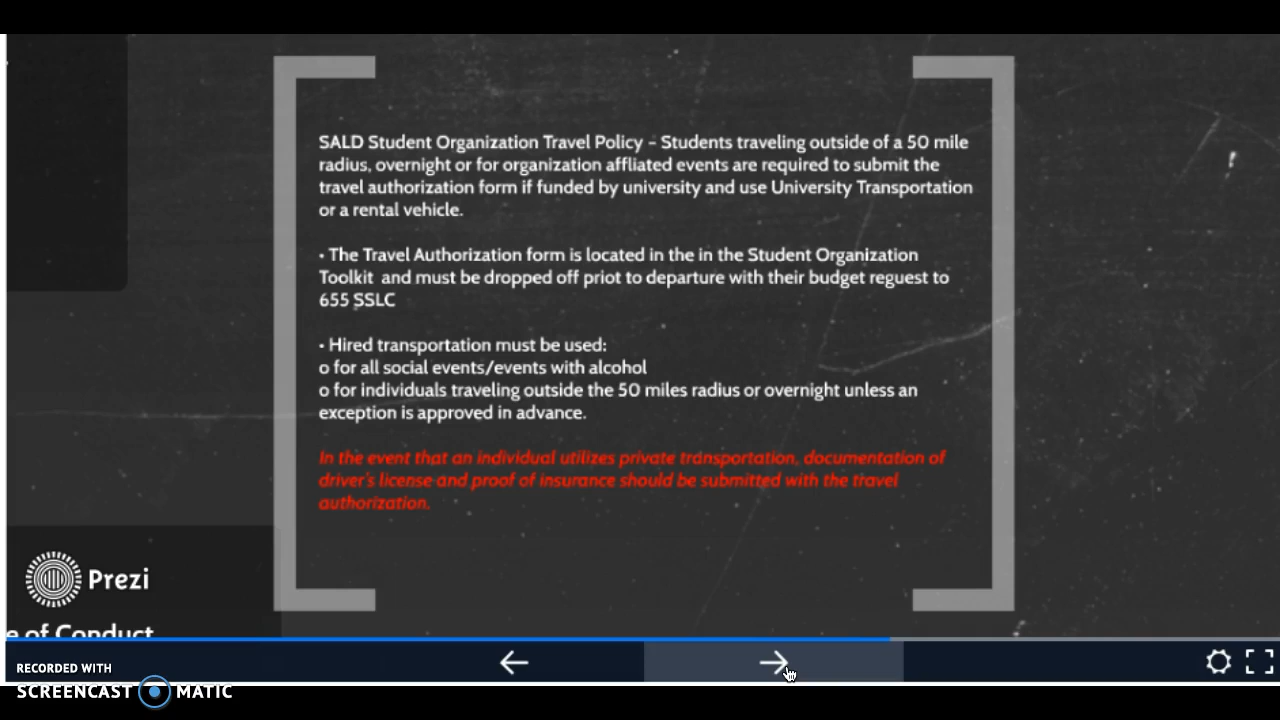 SALD Student Organization Travel Policy – Students traveling outside of a 50 mile
radius, overnight or for organization affliated events are required to submit the
travel authorization form if funded by university and use University Transportation
or a rental vehicle.
• The Travel Authorization form is located in the in the Student Organization
Toolkit and must be dropped off priot to departure with their budget reguest to
655 SSLC
• Hired transportation must be used:
o for all social events/events with alcohol
o for individuals traveling outside the 50 miles radius or overnight unless an
exception is approved in advance.
In the event that an individual utilizes private transportation, documentation of
driver's license and proof of insurance should be submitted with the travel
authorization.
Prezi
e of Conduct
RECORDED WITH
SCREENCAST MATIC